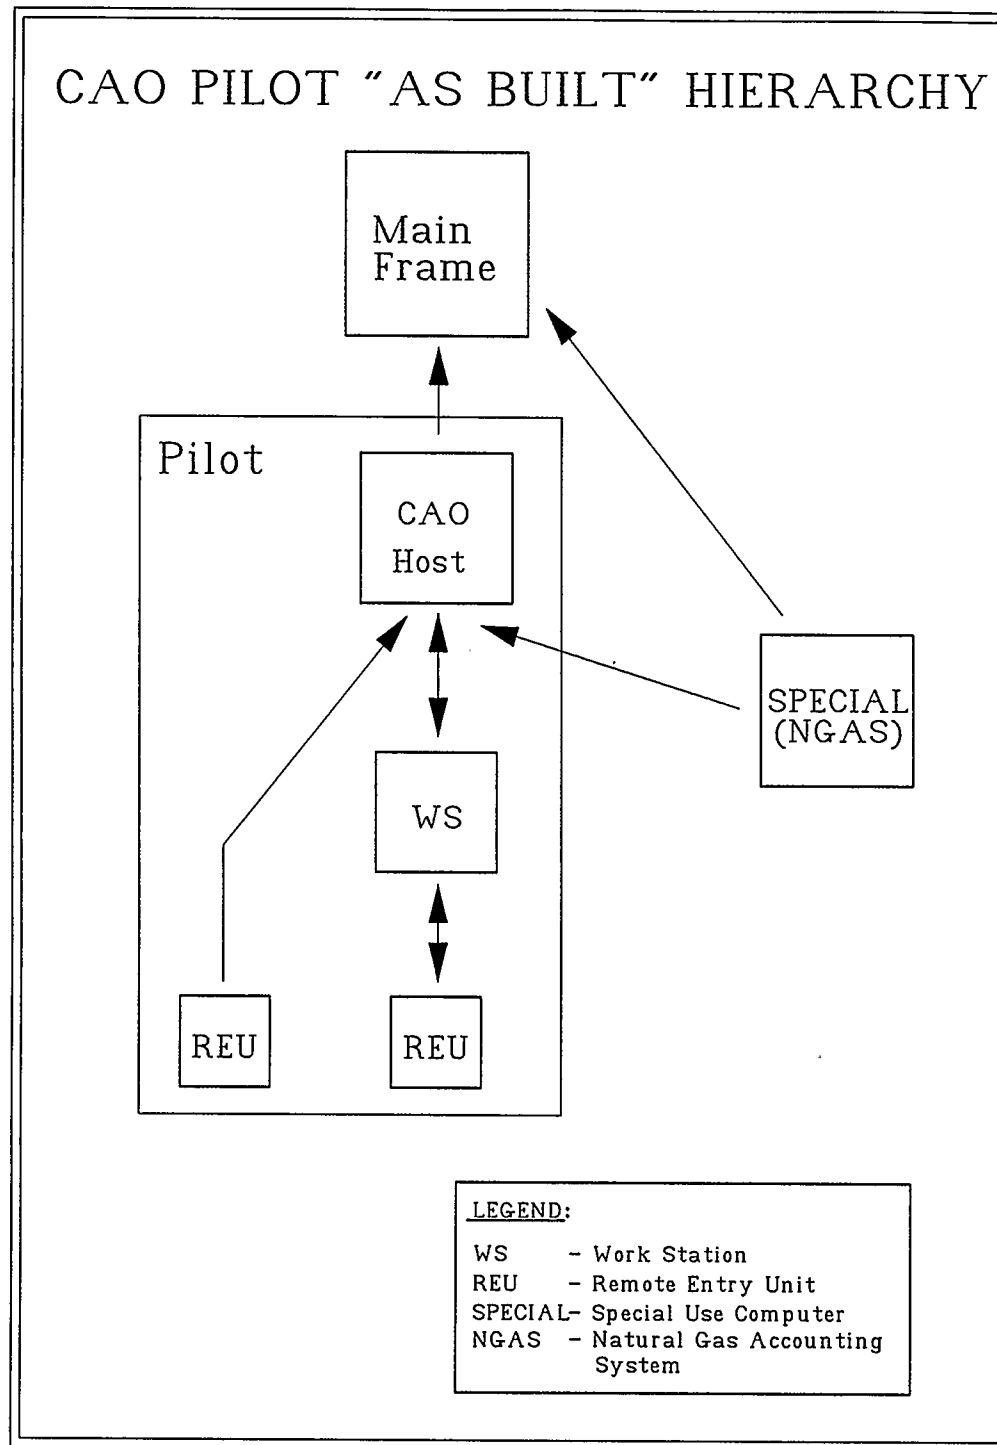 CAO PILOT "AS BUILT" HIERARCHY
Main
Frame
Pilot
CAO
Host
SPECIAL
(NGAS)
WS
REU
REU
LEGEND:
WS - Work Station
REU - Remote Entry Unit
SPECIAL- Special Use Computer
NGAS - Natural Gas Accounting
System